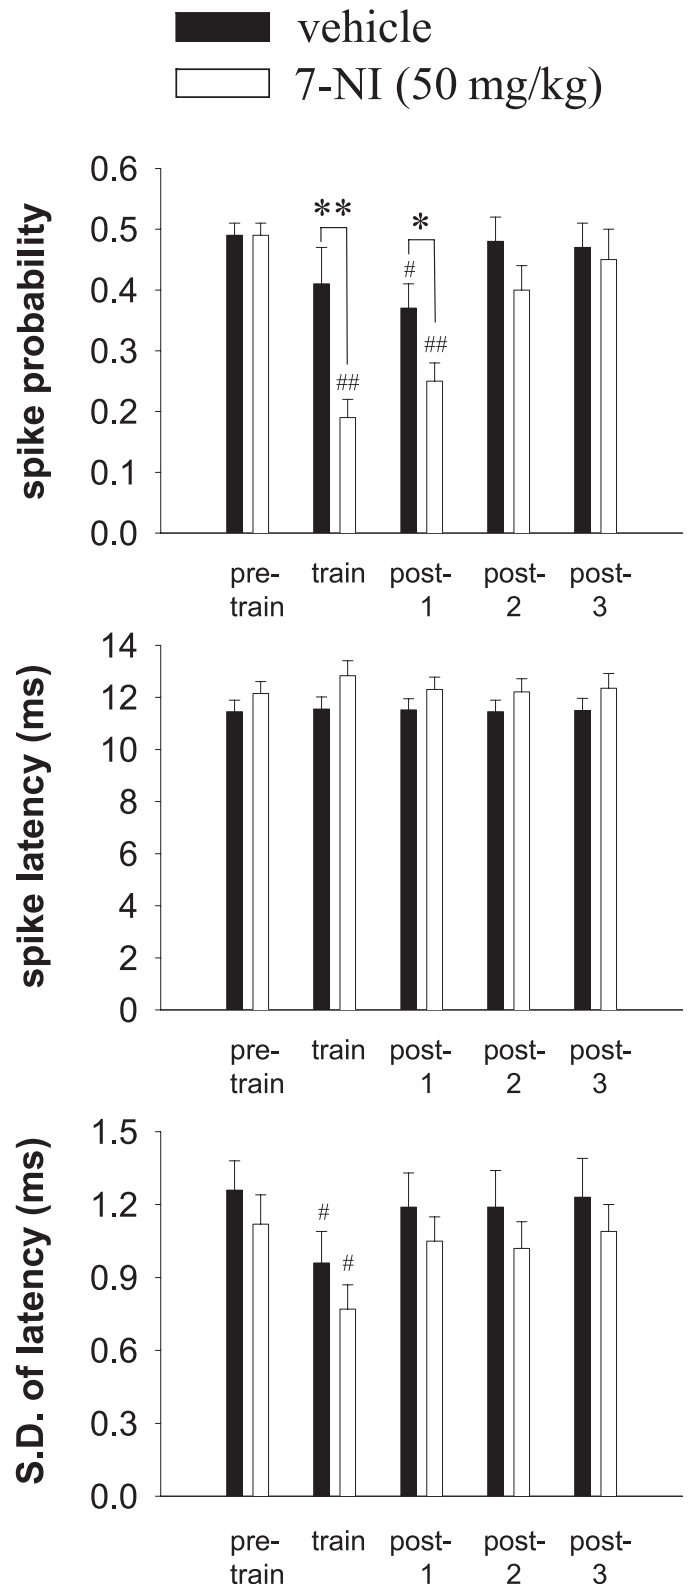 vehicle
7-NI (50 mg/kg)
spike probability
0.6
0.5
0.4
0.3
0.2
0.1
0.0
**
*
#
##
##
pre-
train
train
post-
1
post-
2
post-
3
spike latency (ms)
14
12
10
8
6
4
2
0
pre-
train
train
post-
1
post-
2
post-
3
S.D. of latency (ms)
1.5
1.2
0.9
0.6
0.3
0.0
#
#
pre-
train
train
post-
1
post-
2
post-
3